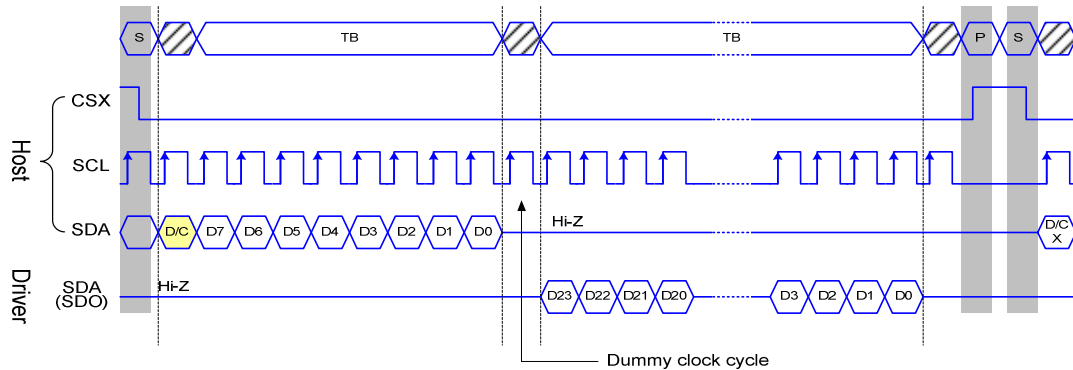 S TB TB P S
CSX
Host
SCL
SDA D/C D7 D6 D5 D4 D3 D2 D1 D0 Hi-Z D/C
X
Driver
SDA Hi-Z
(SDO) D23 D22 D21 D20 D3 D2 D1 D0
Dummy clock cycle